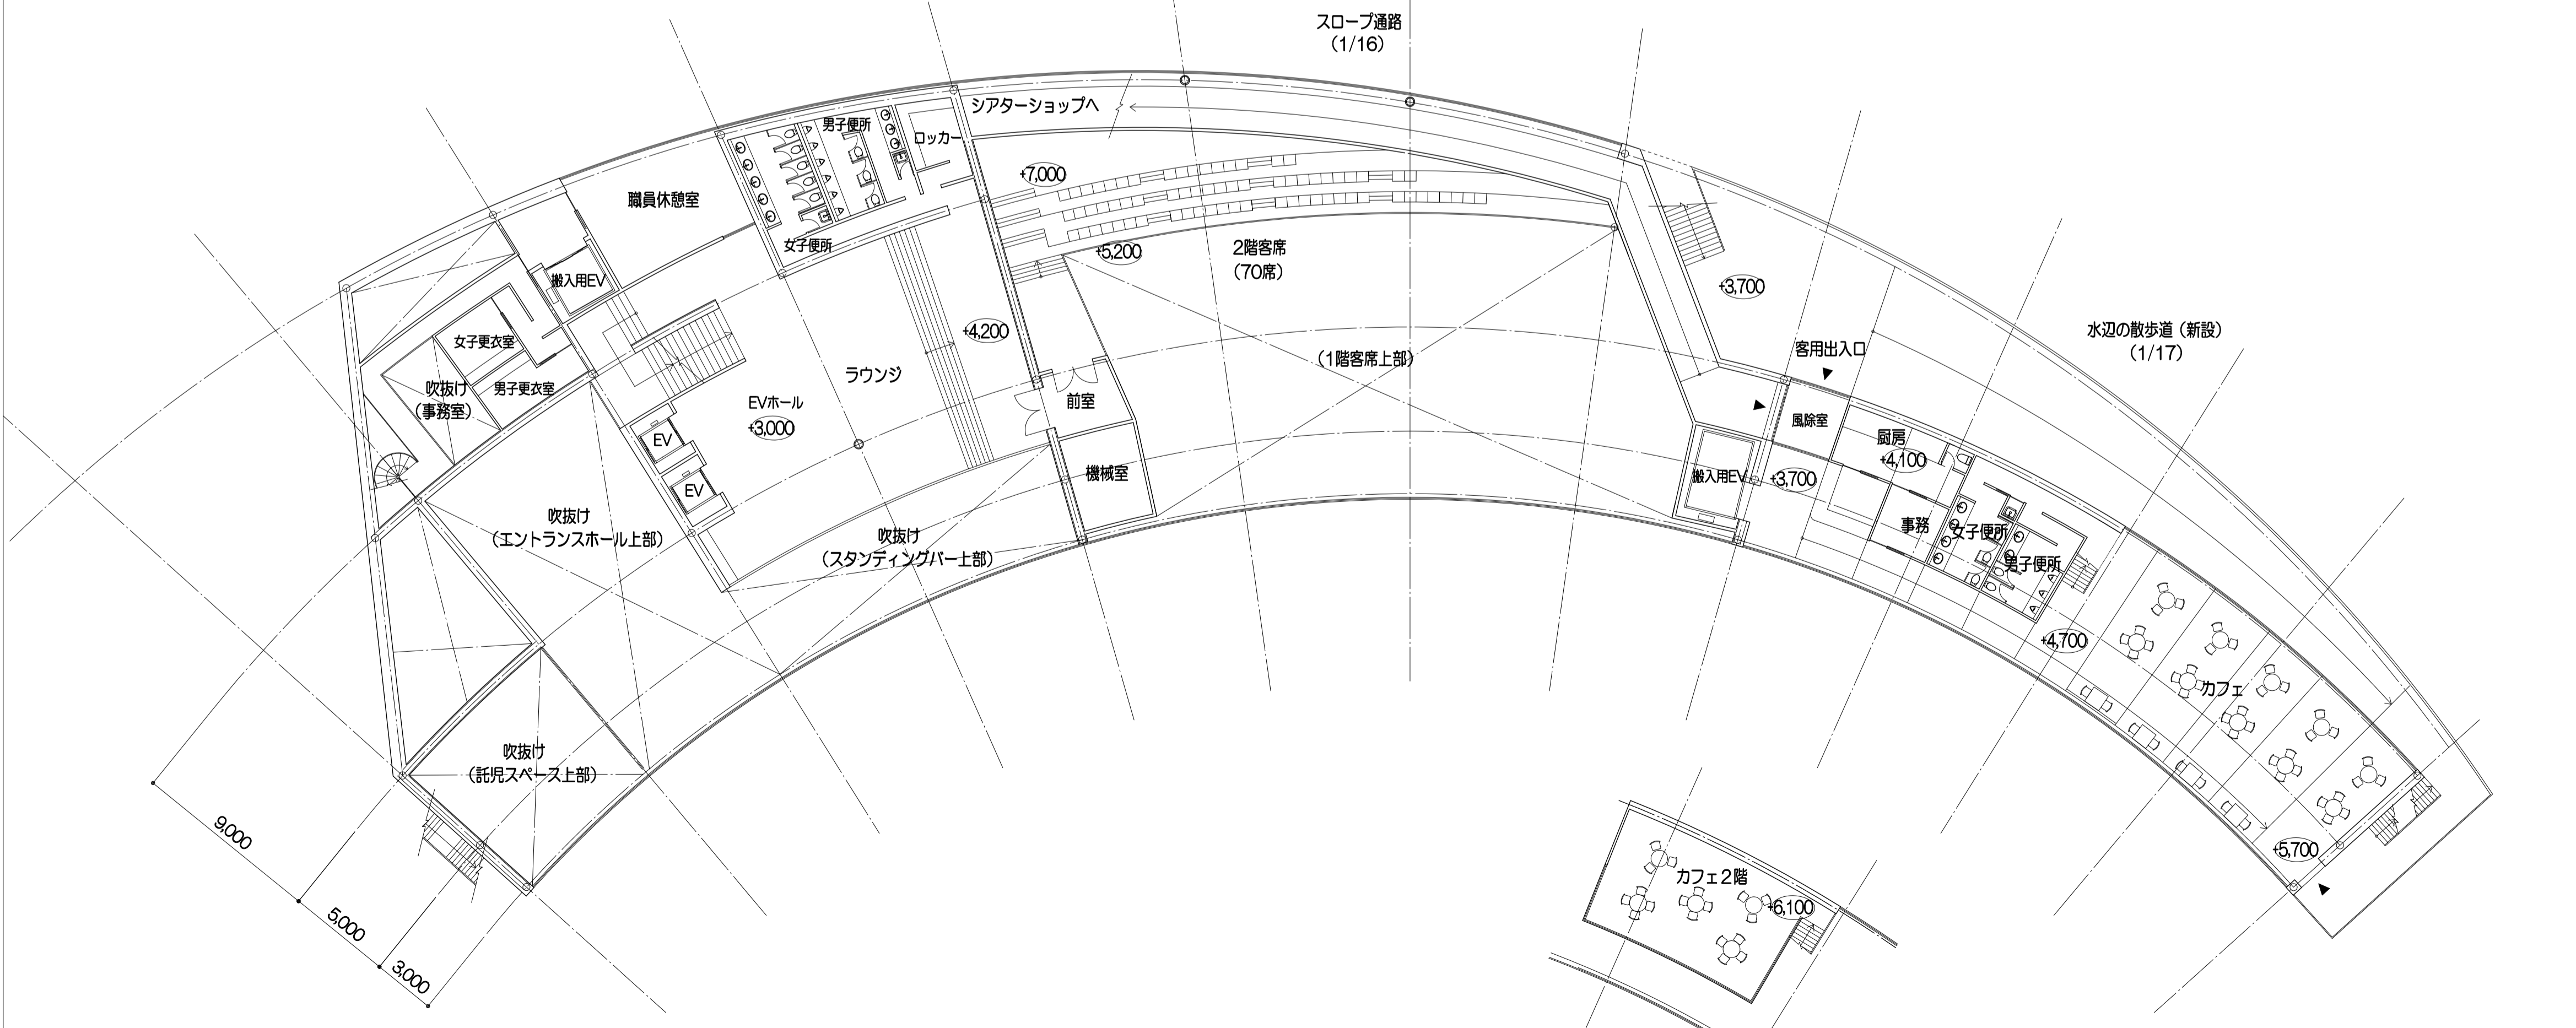 スロープ通路
（1/16）
シアターショップへ
男子便所
ロッカー
+7,000
職員休憩室
女子便所
+5,200
2階客席
（70席）
搬入用EV
+3,700
+4,200
（1階客席上部）
水辺の散歩道（新設）
（1/17）
客用出入口
女子更衣室
男子更衣室
吹抜け
（事務室）
ラウンジ
EVホール
+3,000
前室
風除室
厨房
+4,100
EV
EV
機械室
搬入用EV
+3,700
吹抜け
（エントランスホール上部）
吹抜け
（スタンディングバー上部）
事務
女子便所
男子便所
+4,700
カフェ
吹抜け
（託児スペース上部）
9,000
5,000
3,000
+5,700
カフェ2階
+6,100